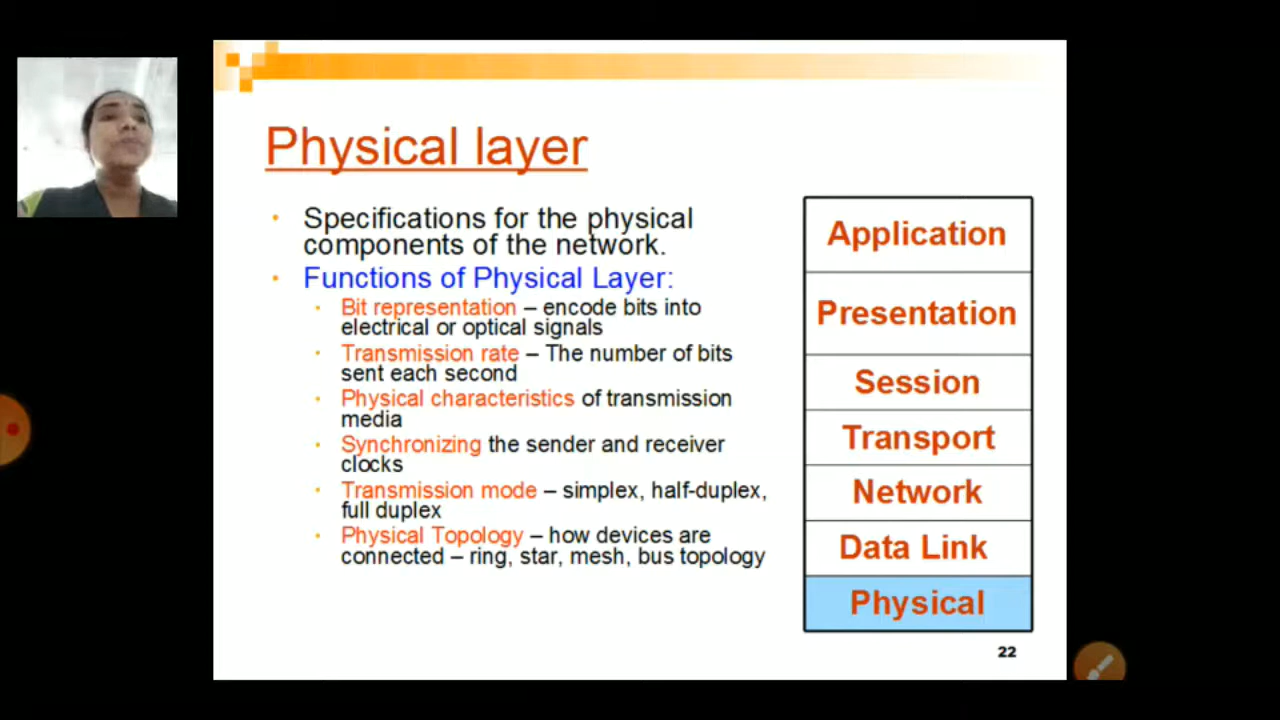 Physical layer
• Specifications for the physical
components of the network.
• Functions of Physical Layer:
• Bit representation – encode bits into
electrical or optical signals
• Transmission rate – The number of bits
sent each second
• Physical characteristics of transmission
media
• Synchronizing the sender and receiver
clocks
• Transmission mode – simplex, half-duplex,
full duplex
• Physical Topology – how devices are
connected – ring, star, mesh, bus topology
Application
Presentation
Session
Transport
Network
Data Link
Physical
22